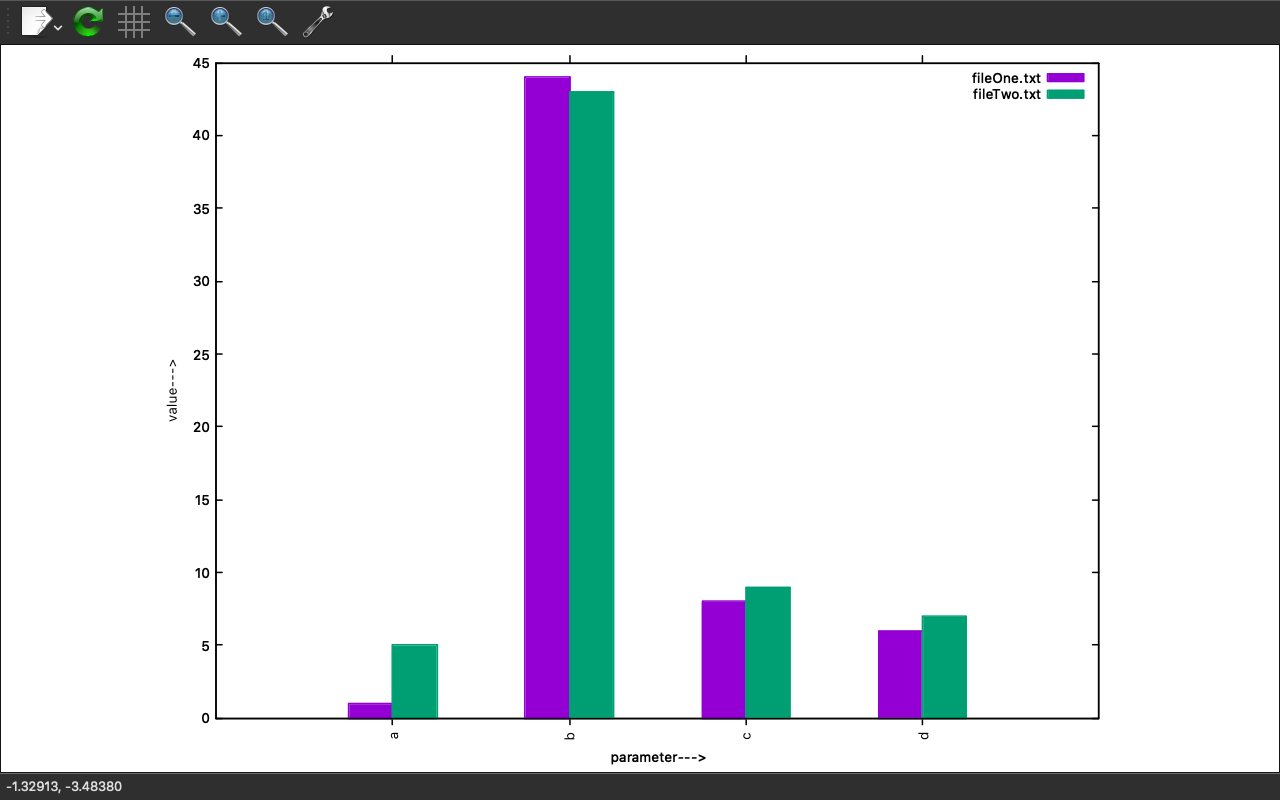 45
40
35
30
25
20
15
10
5
0
value--->
fileOne.txt
fileTwo.txt
a
b
c
d
parameter--->
-1.32913, -3.48380